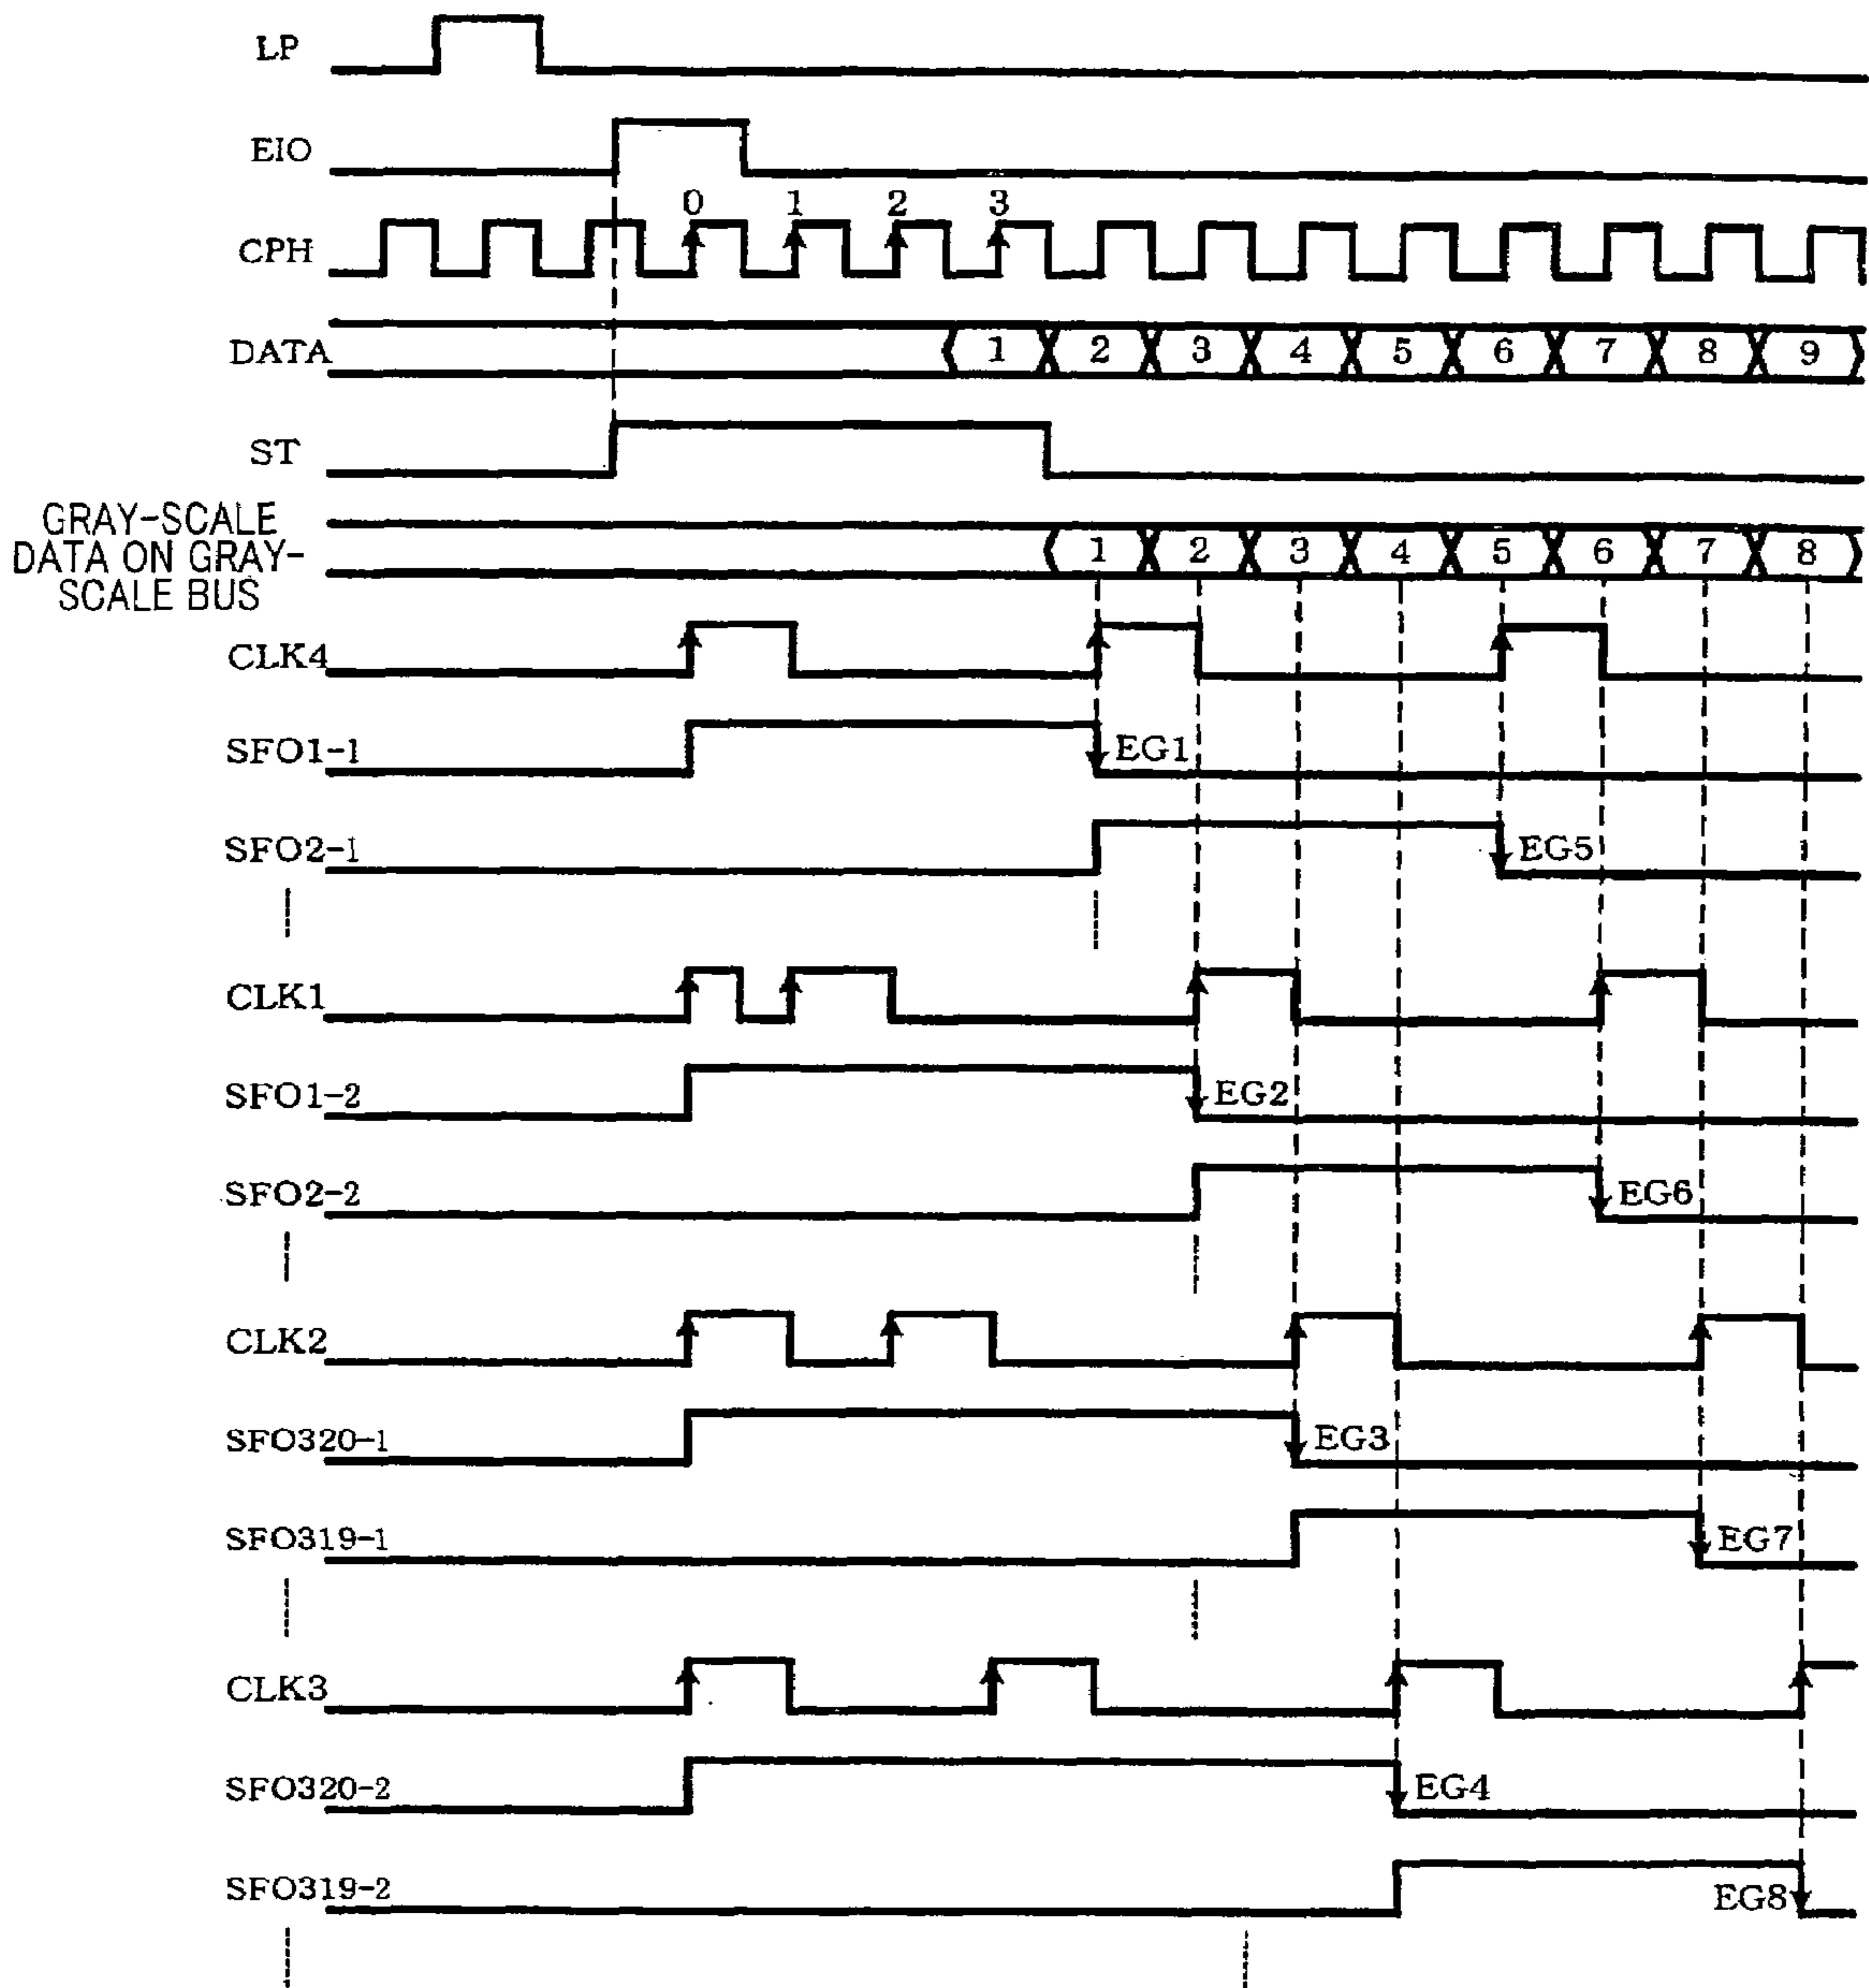 LP
EIO
0 1 2 3
CPH
DATA 1 2 3 4 5 6 7 8 9
ST
GRAY-SCALE
DATA ON GRAY-
SCALE BUS
1 2 3 4 5 6 7 8
CLK4
SFO1-1 EG1
SFO2-1 EG5
CLK1
SFO1-2 EG2
SFO2-2 EG6
CLK2
SFO320-1 EG3
SFO319-1 EG7
CLK3
SFO320-2 EG4
SFO319-2 EG8